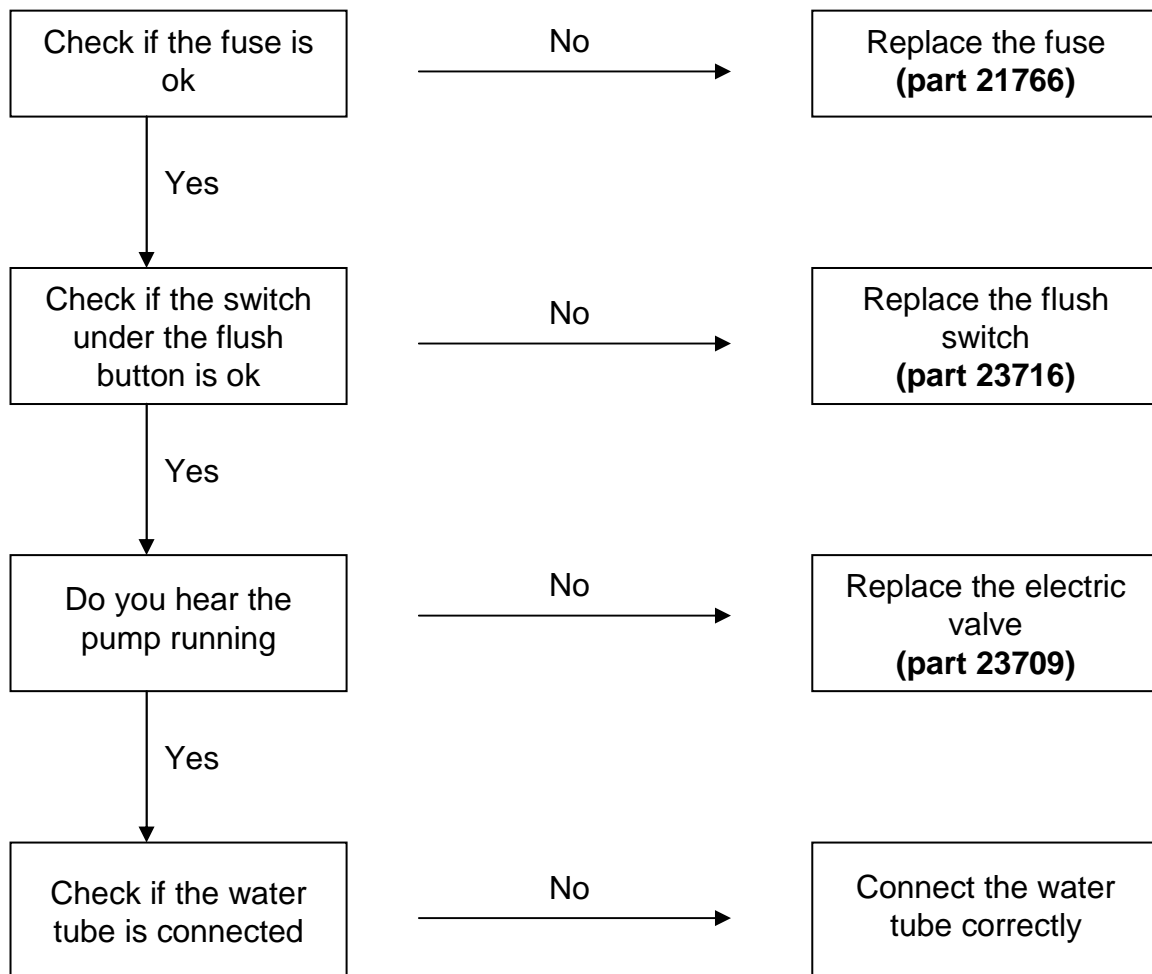 Check if the fuse is
ok
No
Replace the fuse
(part 21766)
Yes
Check if the switch
under the flush
button is ok
No
Replace the flush
switch
(part 23716)
Yes
Do you hear the
pump running
No
Replace the electric
valve
(part 23709)
Yes
Check if the water
tube is connected
No
Connect the water
tube correctly